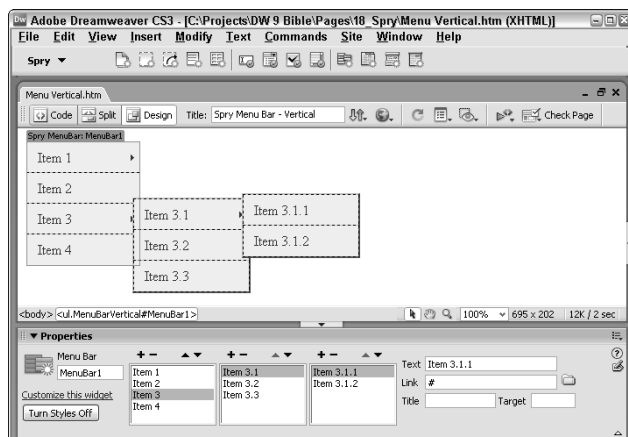 Adobe Dreamweaver CS3 - [C:\Projects\DW 9 Bible\Pages\18_Spry\Menu Vertical.htm (XHTML)]
File Edit View Insert Modify Text Commands Site Window Help
Spry
Menu Vertical.htm
Code Split Design Title: Spry Menu Bar - Vertical Check Page
Spry MenuBar: MenuBar1
Item 1
Item 2
Item 3
Item 4
Item 3.1
Item 3.2
Item 3.3
Item 3.1.1
Item 3.1.2
<body> <ul.MenuBarVertical#MenuBar1> 100% 695 x 202 12K / 2 sec
Properties
Menu Bar
MenuBar1
Customize this widget
Turn Styles Off
Item 1
Item 2
Item 3
Item 4
Item 3.1
Item 3.2
Item 3.3
Item 3.1.1
Item 3.1.2
Text Item 3.1.1
Link #
Title Target